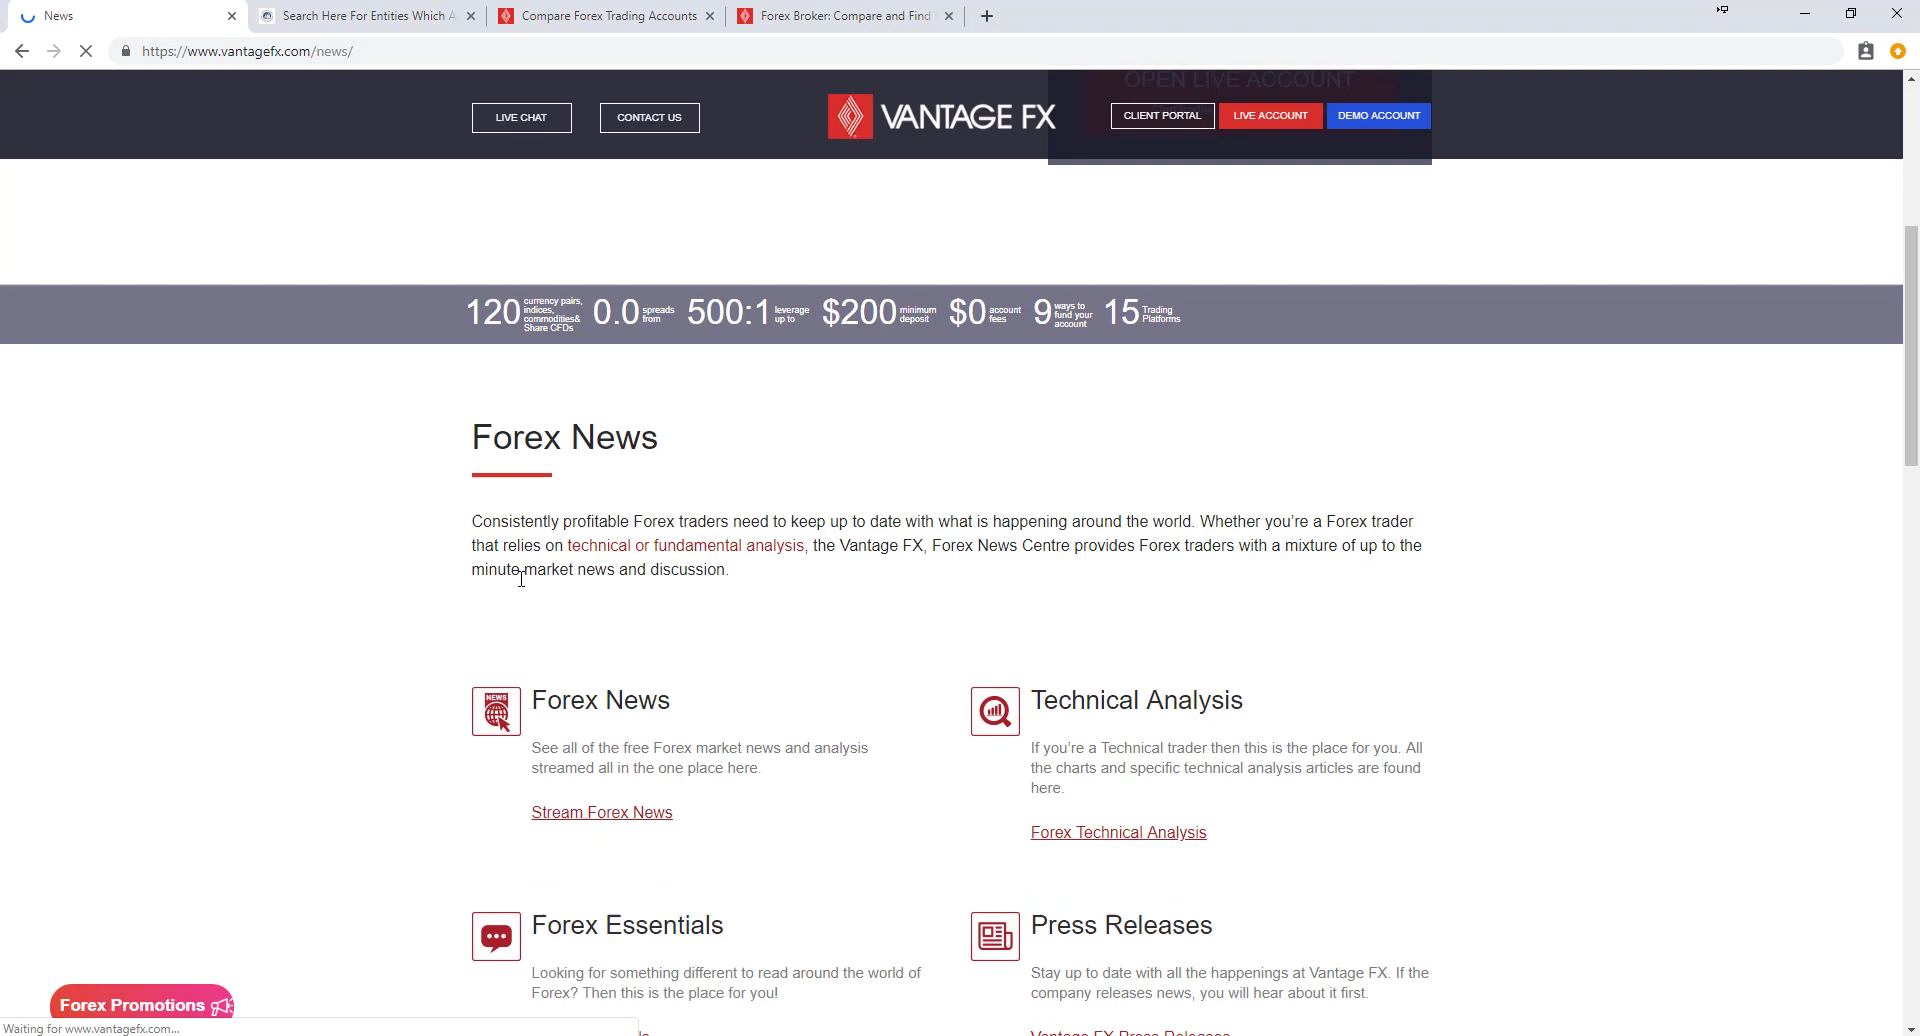 News
Search Here For Entities Which A
Compare Forex Trading Accounts
Forex Broker: Compare and Find
https://www.vantagefx.com/news/
OPEN LIVE ACCOUNT
LIVE CHAT
CONTACT US
VANTAGE FX
CLIENT PORTAL
LIVE ACCOUNT
DEMO ACCOUNT
120 currency pairs, indices, commodities& Share CFDs 0.0 spreads from 500:1 leverage up to $200 minimum deposit $0 account fees 9 ways to fund your account 15 Trading Platforms
Forex News
Consistently profitable Forex traders need to keep up to date with what is happening around the world. Whether you're a Forex trader
that relies on technical or fundamental analysis, the Vantage FX, Forex News Centre provides Forex traders with a mixture of up to the
minute market news and discussion.
NEWS
Forex News
See all of the free Forex market news and analysis
streamed all in the one place here.
Stream Forex News
Technical Analysis
If you're a Technical trader then this is the place for you. All
the charts and specific technical analysis articles are found
here.
Forex Technical Analysis
Forex Essentials
Looking for something different to read around the world of
Forex? Then this is the place for you!
Press Releases
Stay up to date with all the happenings at Vantage FX. If the
company releases news, you will hear about it first.
Vantage FX Press Releases
Forex Promotions
Waiting for www.vantagefx.com...